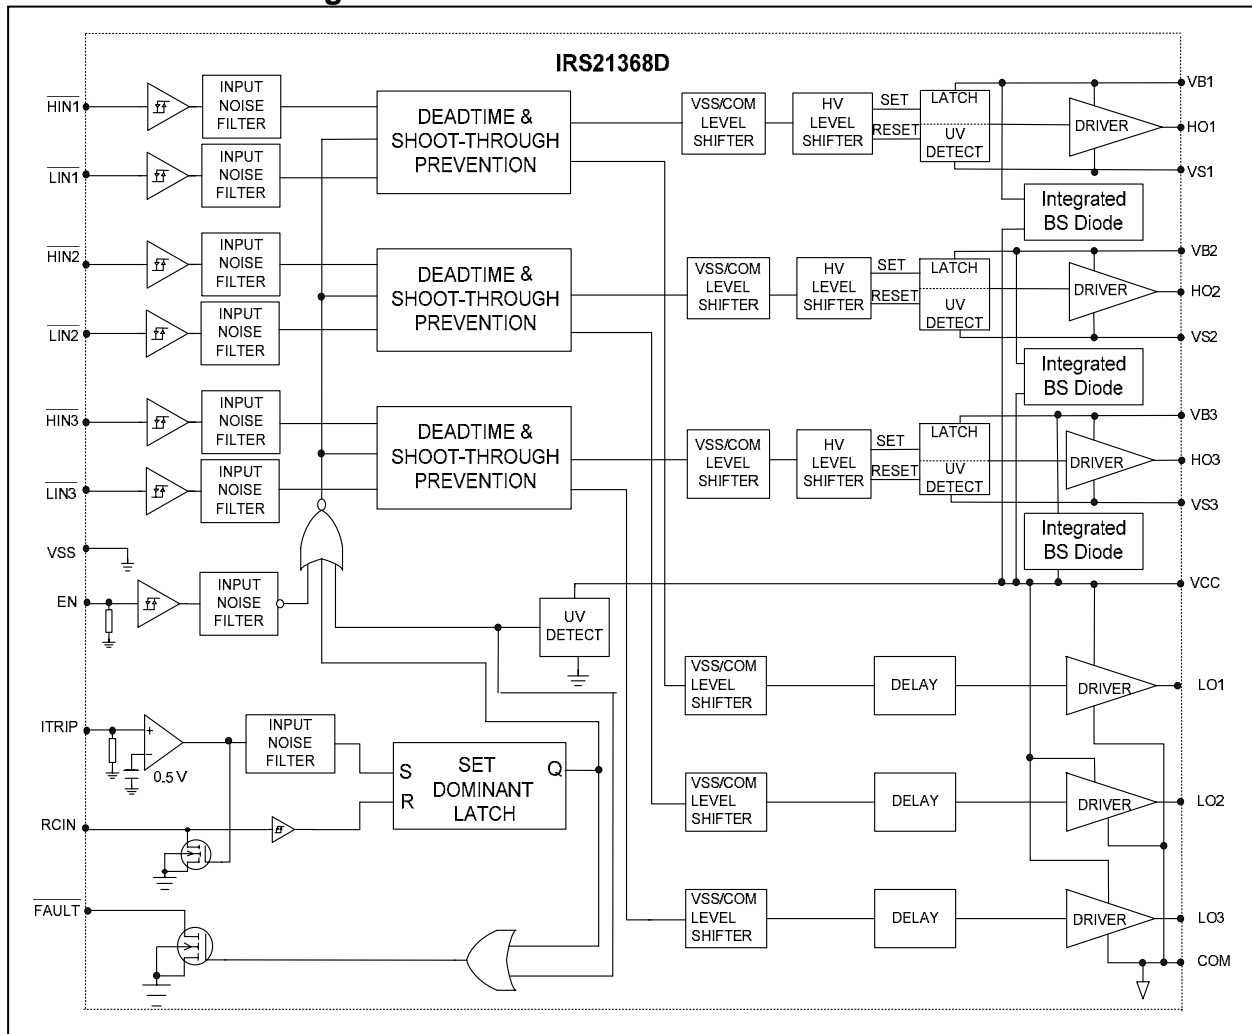 IRS21368D
HIN1
INPUT
NOISE
FILTER
DEADTIME &
SHOOT-THROUGH
PREVENTION
VSS/COM
LEVEL
SHIFTER
HV
LEVEL
SHIFTER
SET
RESET
LATCH
UV
DETECT
DRIVER
VB1
HO1
VS1
LIN1
INPUT
NOISE
FILTER
Integrated
BS Diode
HIN2
INPUT
NOISE
FILTER
DEADTIME &
SHOOT-THROUGH
PREVENTION
VSS/COM
LEVEL
SHIFTER
HV
LEVEL
SHIFTER
SET
RESET
LATCH
UV
DETECT
DRIVER
VB2
HO2
VS2
LIN2
INPUT
NOISE
FILTER
Integrated
BS Diode
HIN3
INPUT
NOISE
FILTER
DEADTIME &
SHOOT-THROUGH
PREVENTION
VSS/COM
LEVEL
SHIFTER
HV
LEVEL
SHIFTER
SET
RESET
LATCH
UV
DETECT
DRIVER
VB3
HO3
VS3
LIN3
INPUT
NOISE
FILTER
Integrated
BS Diode
VSS
VCC
EN
INPUT
NOISE
FILTER
UV
DETECT
VSS/COM
LEVEL
SHIFTER
DELAY
DRIVER
LO1
ITRIP
+
−
0.5 V
INPUT
NOISE
FILTER
S
R
Q
SET
DOMINANT
LATCH
VSS/COM
LEVEL
SHIFTER
DELAY
DRIVER
LO2
RCIN
FAULT
VSS/COM
LEVEL
SHIFTER
DELAY
DRIVER
LO3
COM